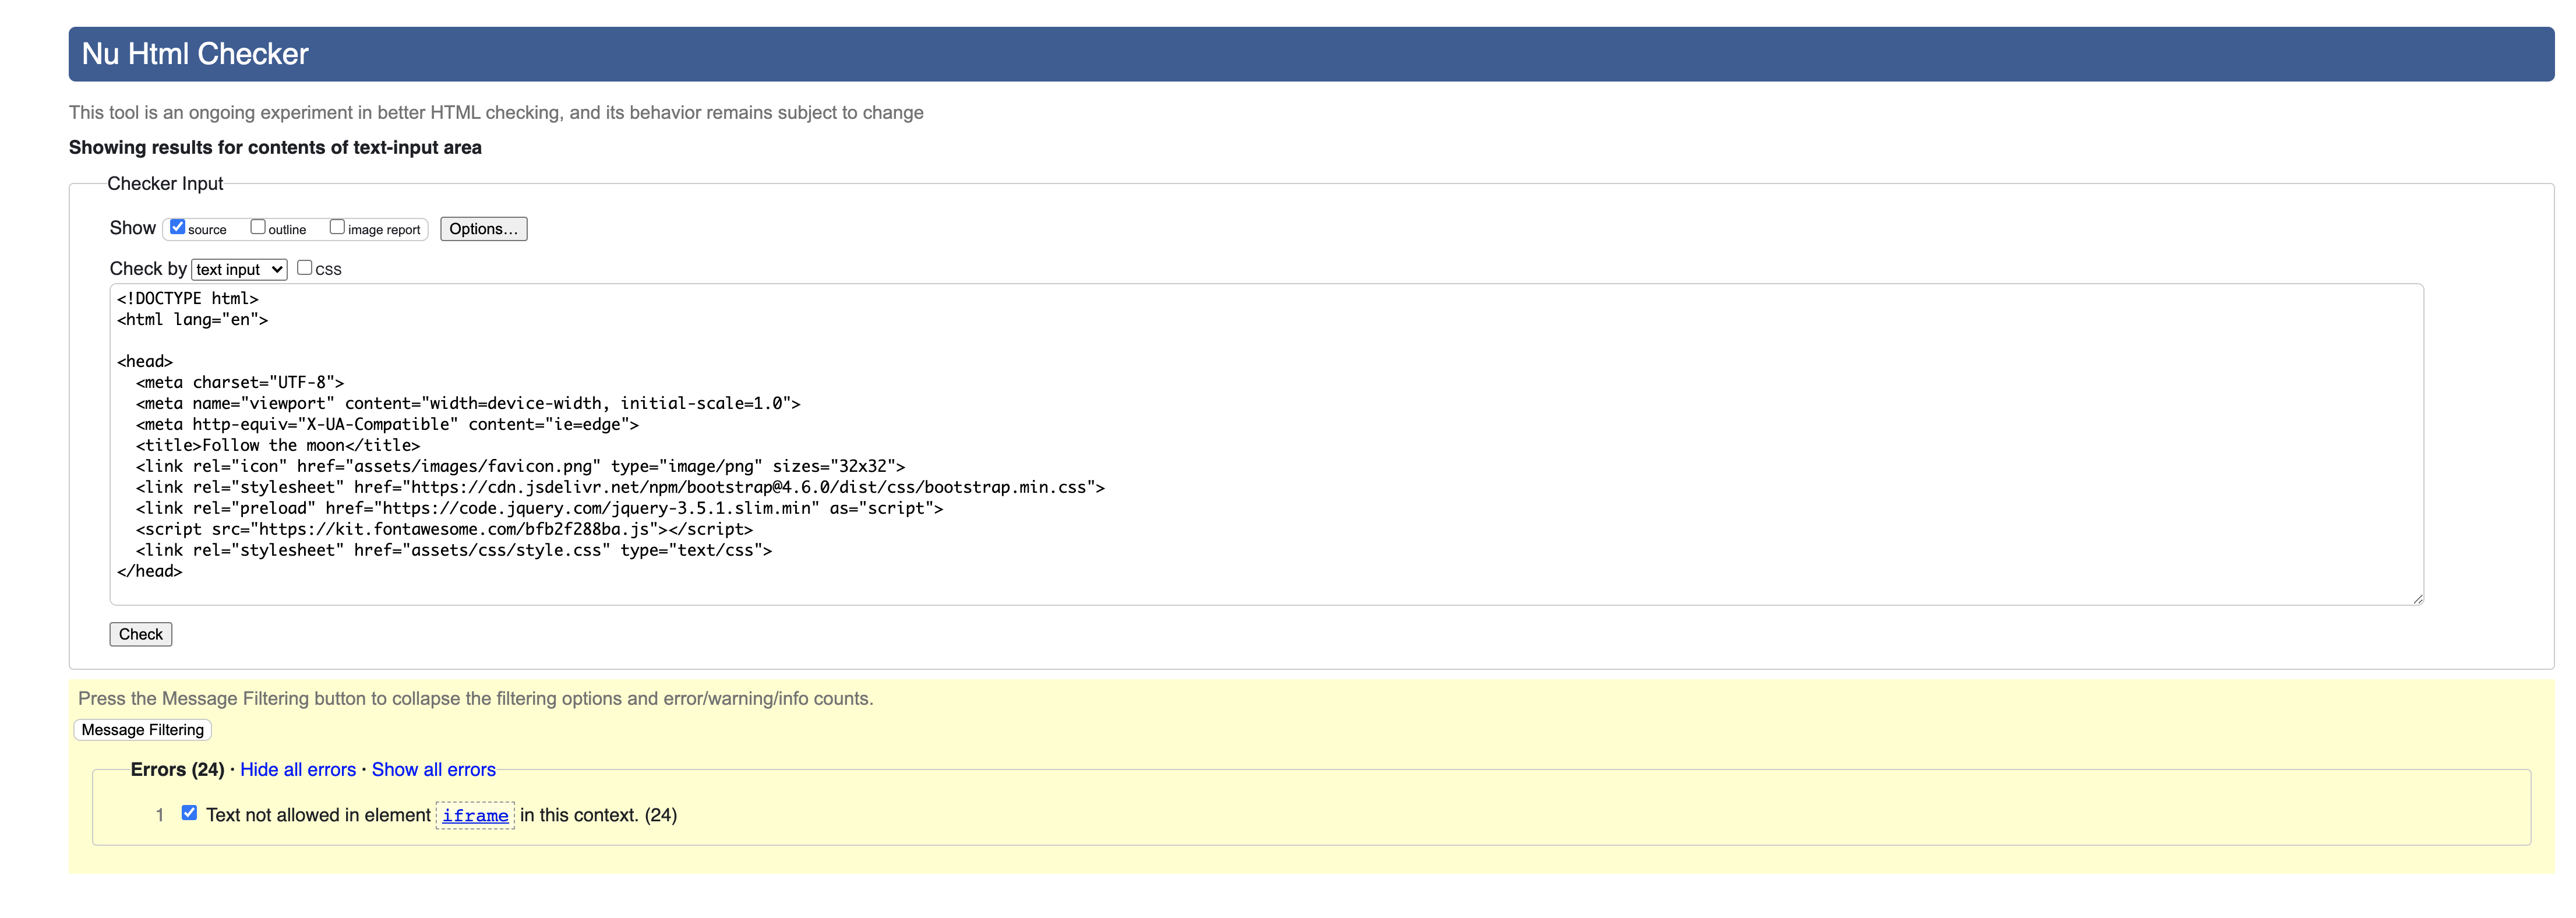 Nu Html Checker
This tool is an ongoing experiment in better HTML checking, and its behavior remains subject to change
Showing results for contents of text-input area
Checker Input
Show source outline image report Options...
Check by text input css
<!DOCTYPE html>
<html lang="en">
<head>
<meta charset="UTF-8">
<meta name="viewport" content="width=device-width, initial-scale=1.0">
<meta http-equiv="X-UA-Compatible" content="ie=edge">
<title>Follow the moon</title>
<link rel="icon" href="assets/images/favicon.png" type="image/png" sizes="32x32">
<link rel="stylesheet" href="https://cdn.jsdelivr.net/npm/bootstrap@4.6.0/dist/css/bootstrap.min.css">
<link rel="preload" href="https://code.jquery.com/jquery-3.5.1.slim.min" as="script">
<script src="https://kit.fontawesome.com/bfb2f288ba.js"></script>
<link rel="stylesheet" href="assets/css/style.css" type="text/css">
</head>
Check
Press the Message Filtering button to collapse the filtering options and error/warning/info counts.
Message Filtering
Errors (24) · Hide all errors · Show all errors
1 Text not allowed in element iframe in this context. (24)